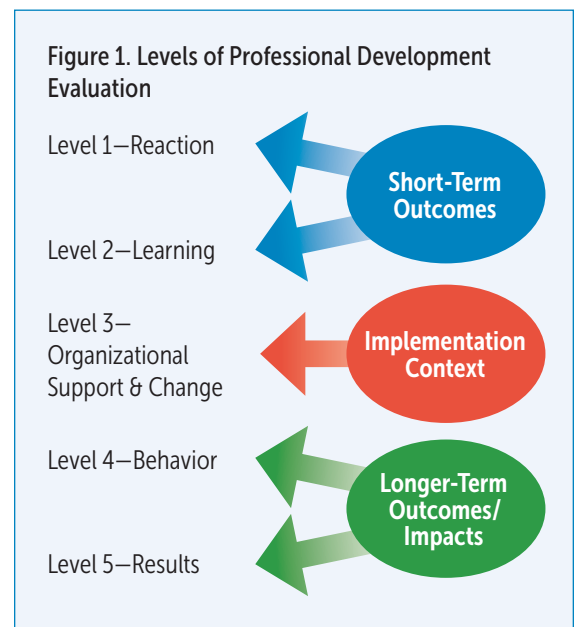 Figure 1. Levels of Professional Development
Evaluation
Level 1—Reaction
Short-Term
Outcomes
Level 2—Learning
Level 3—
Organizational
Support & Change
Implementation
Context
Level 4—Behavior
Longer-Term
Outcomes/
Impacts
Level 5—Results